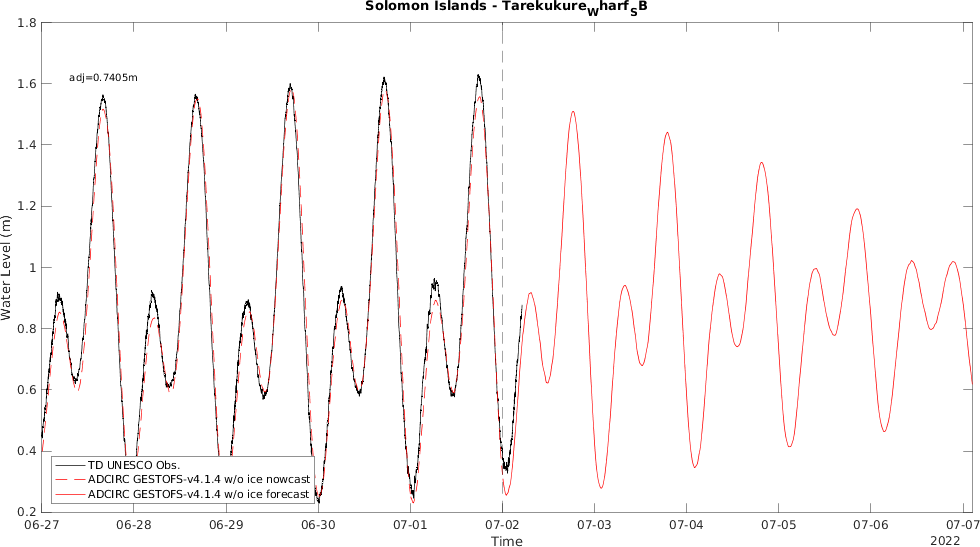 Solomon Islands - TarekukureWharfSB
1.8
adj=0.7405m
1.6
1.4
1.2
1
0.8
0.6
0.4
0.2
Water Level (m)
TD UNESCO Obs.
ADCIRC GESTOFS-v4.1.4 w/o ice nowcast
ADCIRC GESTOFS-v4.1.4 w/o ice forecast
06-27 06-28 06-29 06-30 07-01 07-02 07-03 07-04 07-05 07-06 07-07
Time
2022